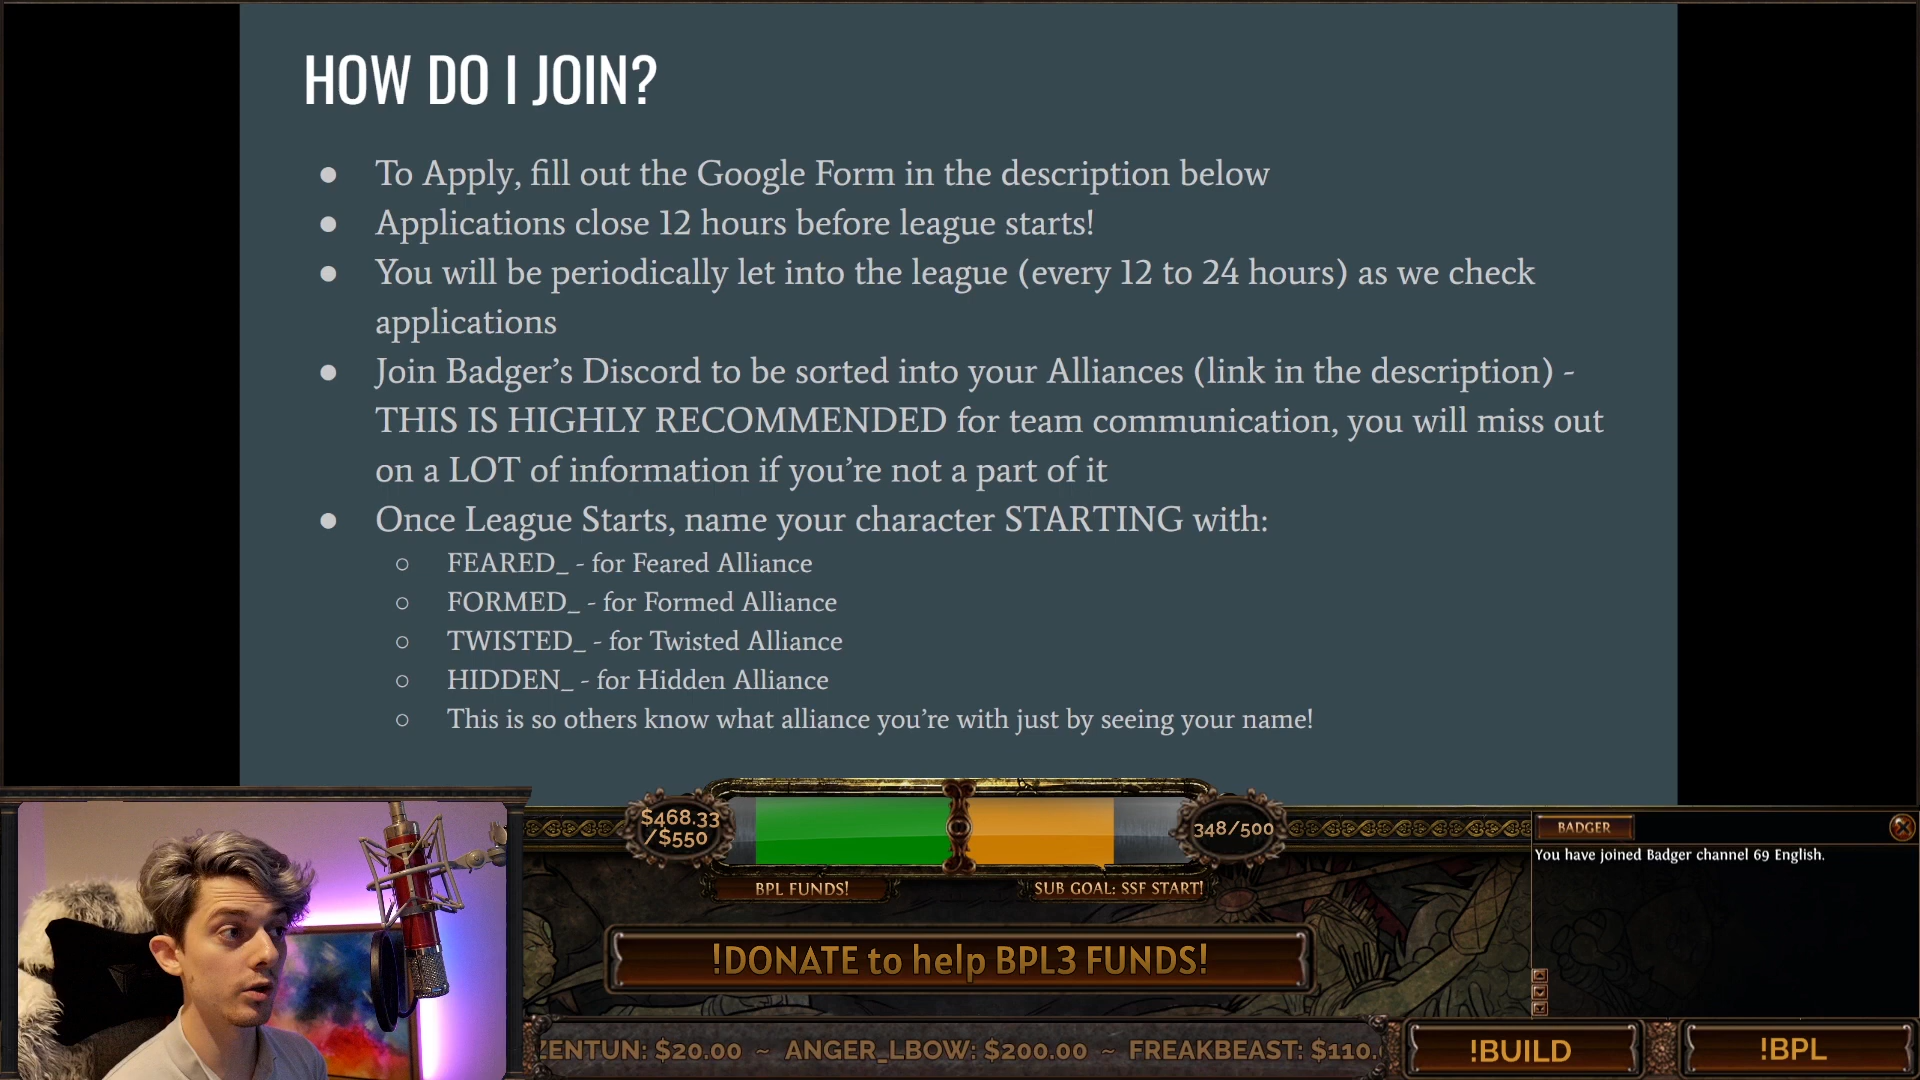 HOW DO I JOIN?
● To Apply, fill out the Google Form in the description below
● Applications close 12 hours before league starts!
● You will be periodically let into the league (every 12 to 24 hours) as we check
applications
● Join Badger’s Discord to be sorted into your Alliances (link in the description) -
THIS IS HIGHLY RECOMMENDED for team communication, you will miss out
on a LOT of information if you’re not a part of it
● Once League Starts, name your character STARTING with:
○ FEARED_ - for Feared Alliance
○ FORMED_ - for Formed Alliance
○ TWISTED_ - for Twisted Alliance
○ HIDDEN_ - for Hidden Alliance
○ This is so others know what alliance you’re with just by seeing your name!
$468.33
/$550
348/500
BPL FUNDS!
SUB GOAL: SSF START!
!DONATE to help BPL3 FUNDS!
ZENTUN: $20.00 ~ ANGER_LBOW: $200.00 ~ FREAKBEAST: $110.
BADGER
You have joined Badger channel 69 English.
!BUILD
!BPL